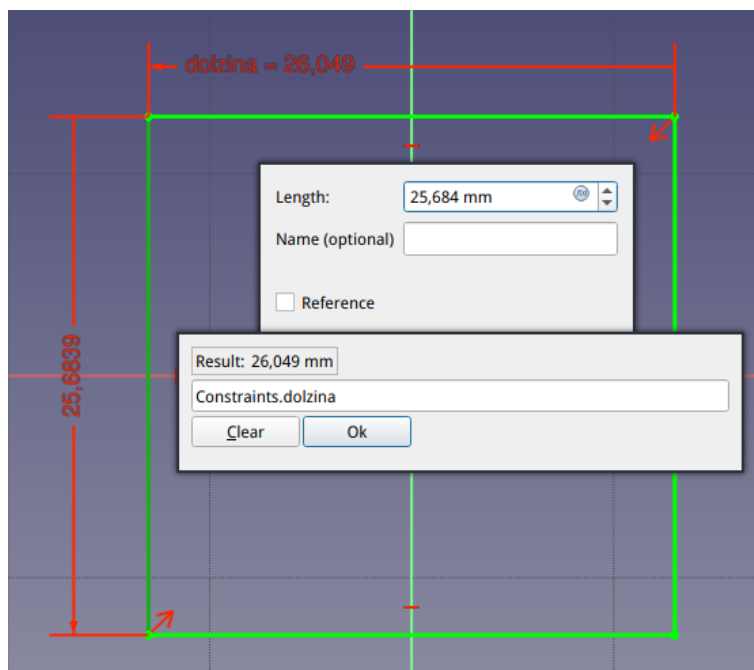 dolzina = 26,049
Length:
25,684 mm
Name (optional)
Reference
25,6839
Result: 26,049 mm
Constraints.dolzina
Clear
Ok